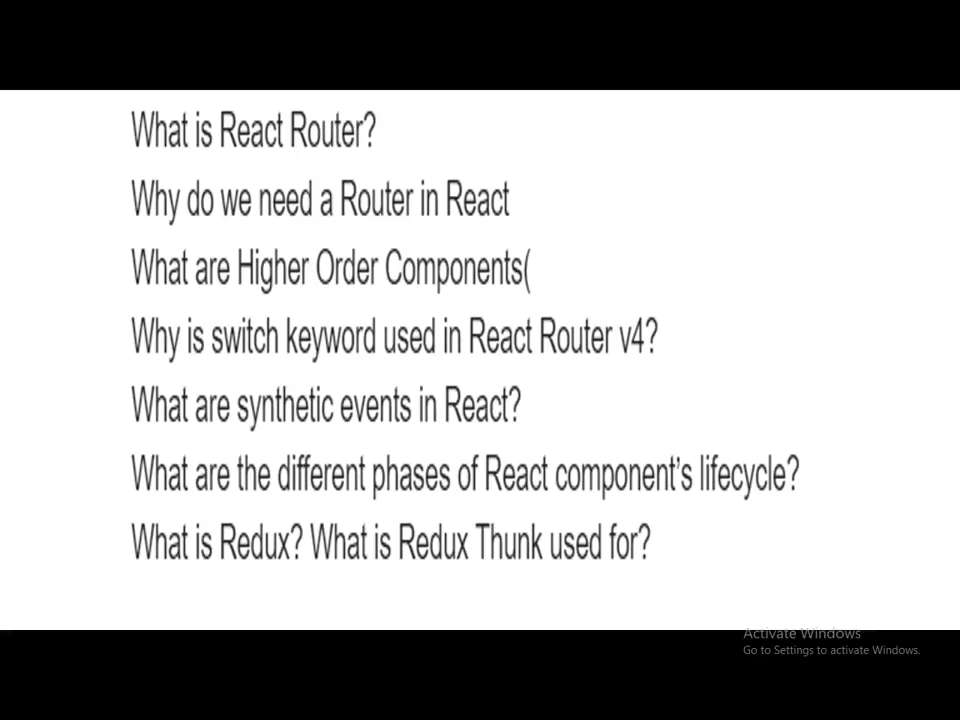 What is React Router?
Why do we need a Router in React
What are Higher Order Components(
Why is switch keyword used in React Router v4?
What are synthetic events in React?
What are the different phases of React component's lifecycle?
What is Redux? What is Redux Thunk used for?
Activate Windows
Go to Settings to activate Windows.